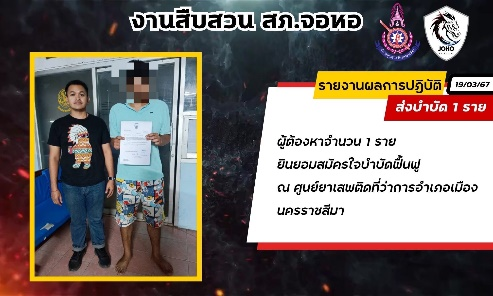 งานสืบสวน สภ.จอหอ
JOHO
รายงานผลการปฏิบัติ
19/03/67
ส่งบำบัด 1 ราย
ผู้ต้องหาจำนวน 1 ราย
ยินยอมสมัครใจบำบัดฟื้นฟู
ณ ศูนย์ยาเสพติดที่ว่าการอำเภอเมือง
นครราชสีมา